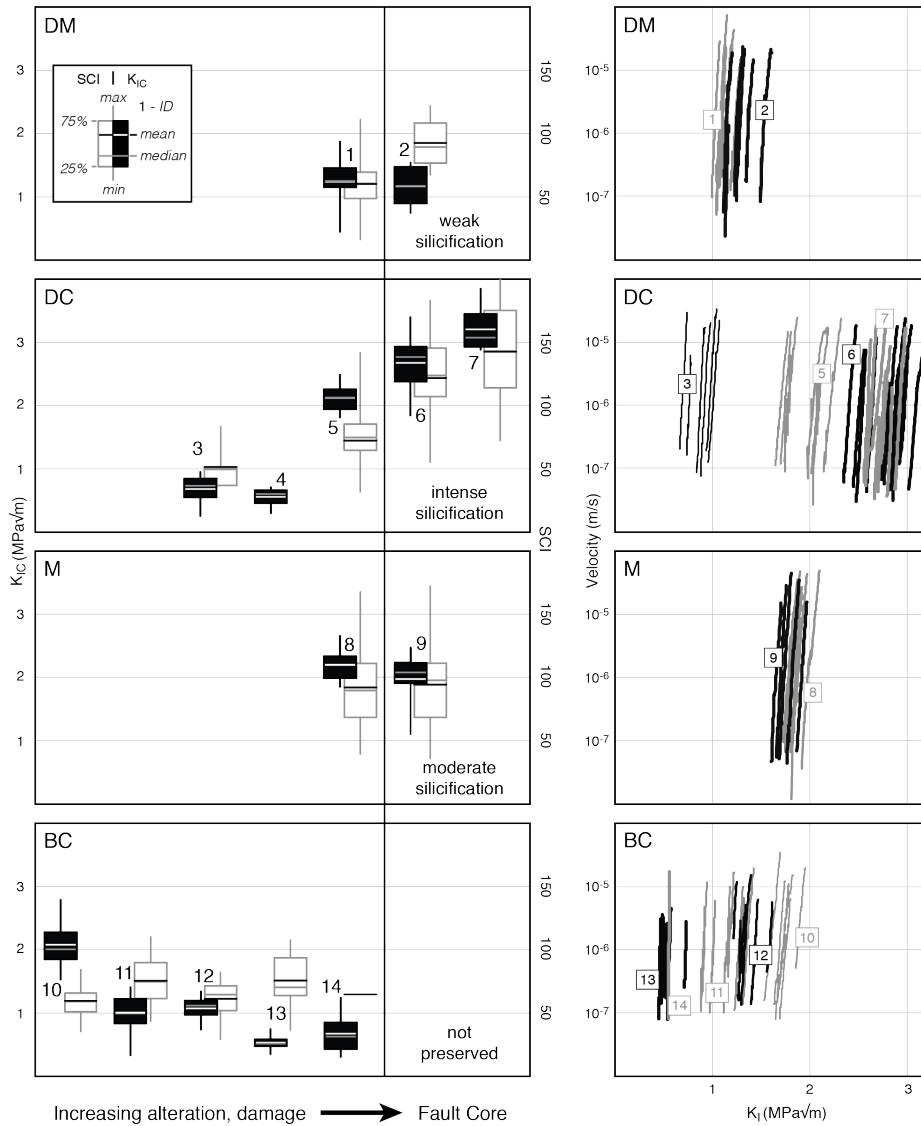 DM
3
2
1
SCI | KIC
max
1 - ID
75%
mean
median
25%
min
1
2
weak
silicification
150
100
50
DM
10-5
10-6
10-7
1
2
DC
3
2
1
3
4
5
6
7
intense
silicification
150
100
50
DC
10-5
10-6
10-7
3
5
6
7
KIC (MPa√m)
SCI
Velocity (m/s)
M
3
2
1
8
9
moderate
silicification
150
100
50
M
10-5
10-6
10-7
9
8
BC
3
2
1
10
11
12
13
14
not
preserved
150
100
50
BC
10-5
10-6
10-7
13
14
11
12
10
1 2 3
KI (MPa√m)
Increasing alteration, damage Fault Core